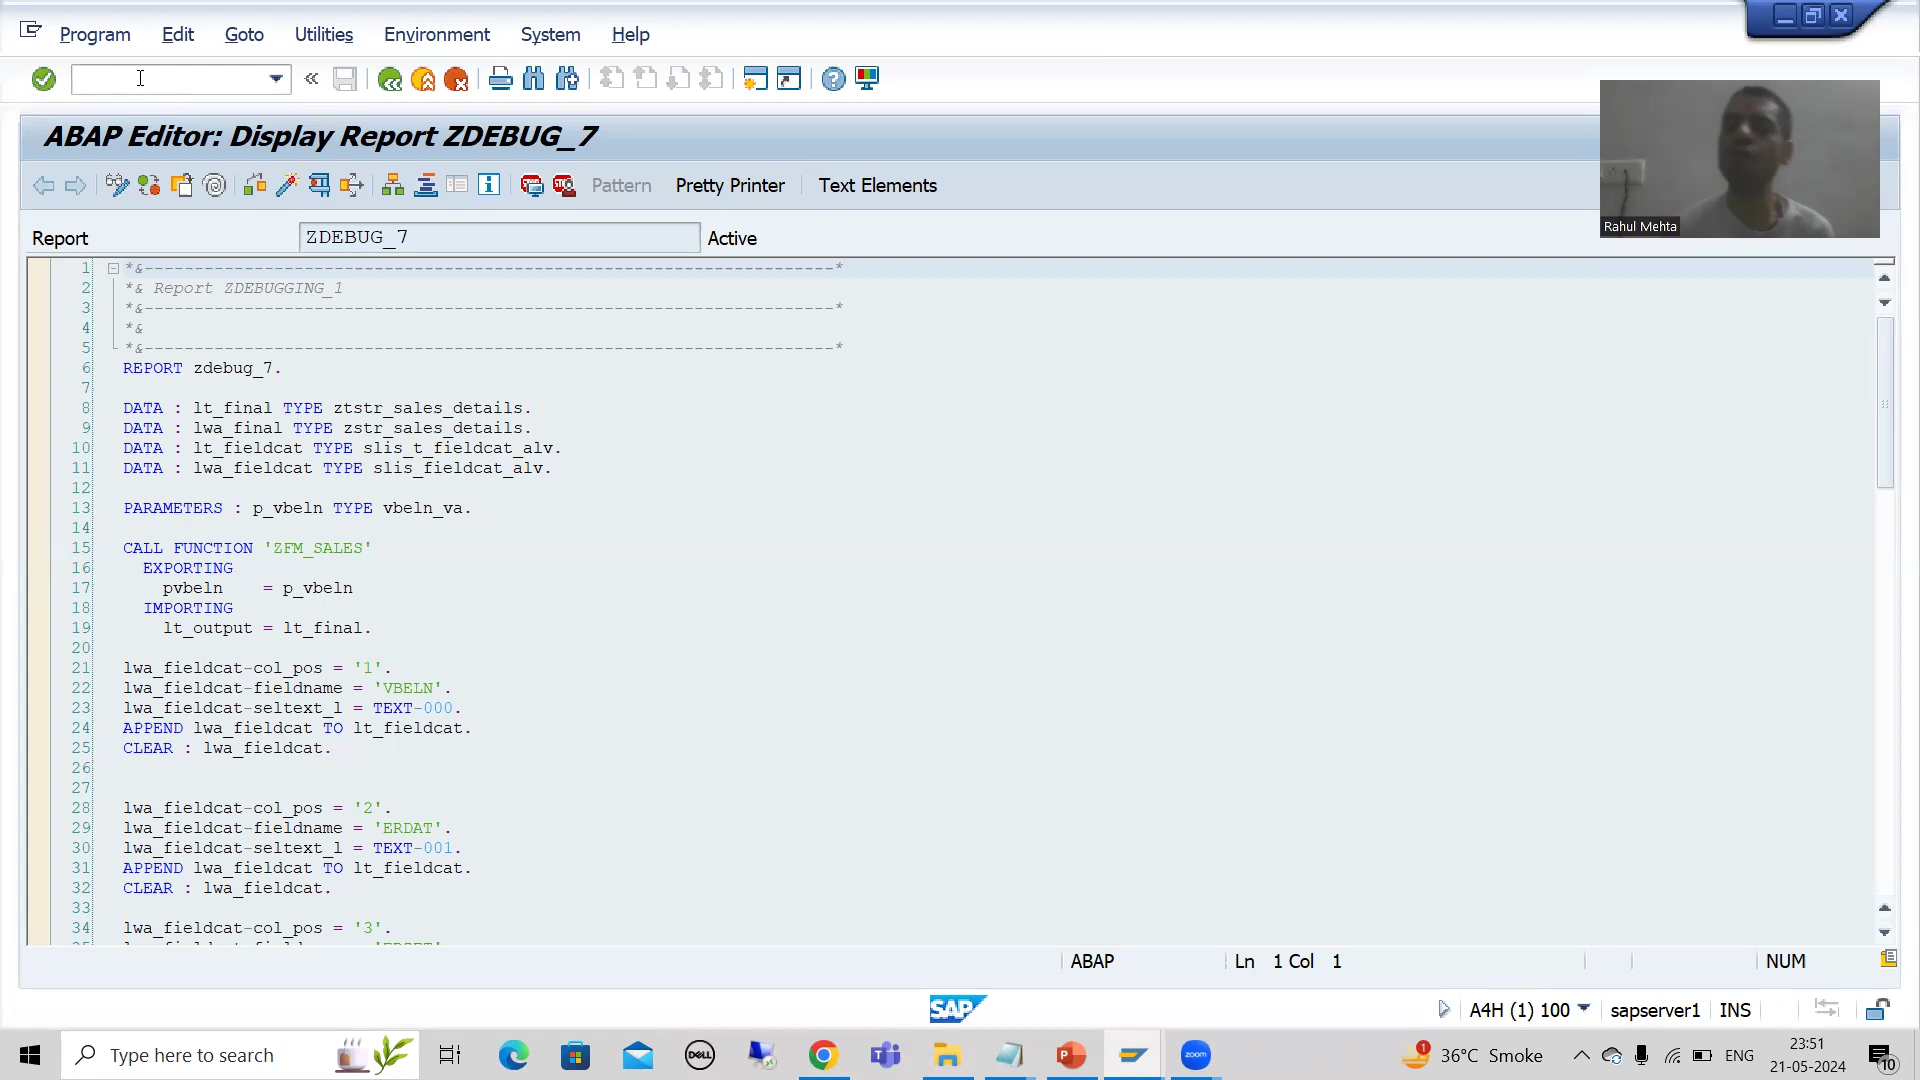 Program Edit Goto Utilities Environment System Help
ABAP Editor: Display Report ZDEBUG_7
Pattern Pretty Printer Text Elements
Rahul Mehta
Report ZDEBUG_7 Active
1 *&---------------------------------------------------------------------*
2 *& Report ZDEBUGGING_1
3 *&---------------------------------------------------------------------*
4 *&
5 *&---------------------------------------------------------------------*
6 REPORT zdebug_7.
7
8 DATA : lt_final TYPE ztstr_sales_details.
9 DATA : lwa_final TYPE zstr_sales_details.
10 DATA : lt_fieldcat TYPE slis_t_fieldcat_alv.
11 DATA : lwa_fieldcat TYPE slis_fieldcat_alv.
12
13 PARAMETERS : p_vbeln TYPE vbeln_va.
14
15 CALL FUNCTION 'ZFM_SALES'
16 EXPORTING
17 pvbeln = p_vbeln
18 IMPORTING
19 lt_output = lt_final.
20
21 lwa_fieldcat-col_pos = '1'.
22 lwa_fieldcat-fieldname = 'VBELN'.
23 lwa_fieldcat-seltext_l = TEXT-000.
24 APPEND lwa_fieldcat TO lt_fieldcat.
25 CLEAR : lwa_fieldcat.
26
27
28 lwa_fieldcat-col_pos = '2'.
29 lwa_fieldcat-fieldname = 'ERDAT'.
30 lwa_fieldcat-seltext_l = TEXT-001.
31 APPEND lwa_fieldcat TO lt_fieldcat.
32 CLEAR : lwa_fieldcat.
33
34 lwa_fieldcat-col_pos = '3'.
ABAP Ln 1 Col 1 NUM
SAP A4H (1) 100 sapserver1 INS
Type here to search DELL zoom 1 36°C Smoke ENG 23:51
21-05-2024 10